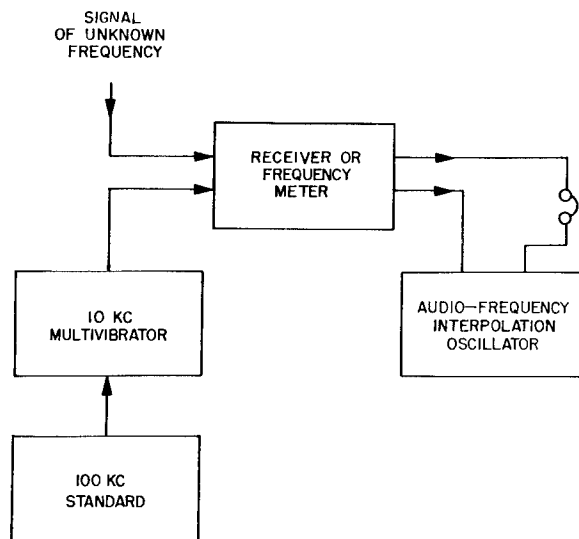 SIGNAL
OF UNKNOWN
FREQUENCY
RECEIVER OR
FREQUENCY
METER
10 KC
MULTIVIBRATOR
AUDIO-FREQUENCY
INTERPOLATION
OSCILLATOR
100 KC
STANDARD